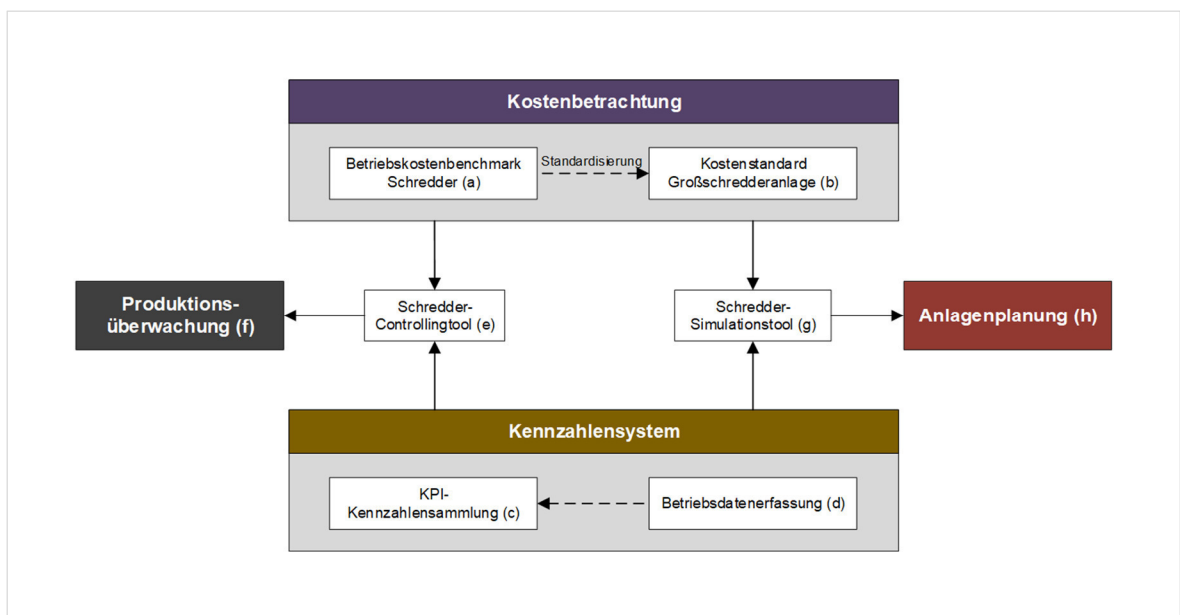 Kostenbetrachtung
Betriebskostenbenchmark
Schredder (a)
Standardisierung
Kostenstandard
Großschredderanlage (b)
Produktions-
überwachung (f)
Schredder-
Controllingtool (e)
Schredder-
Simulationstool (g)
Anlagenplanung (h)
Kennzahlensystem
KPI-
Kennzahlensammlung (c)
Betriebsdatenerfassung (d)